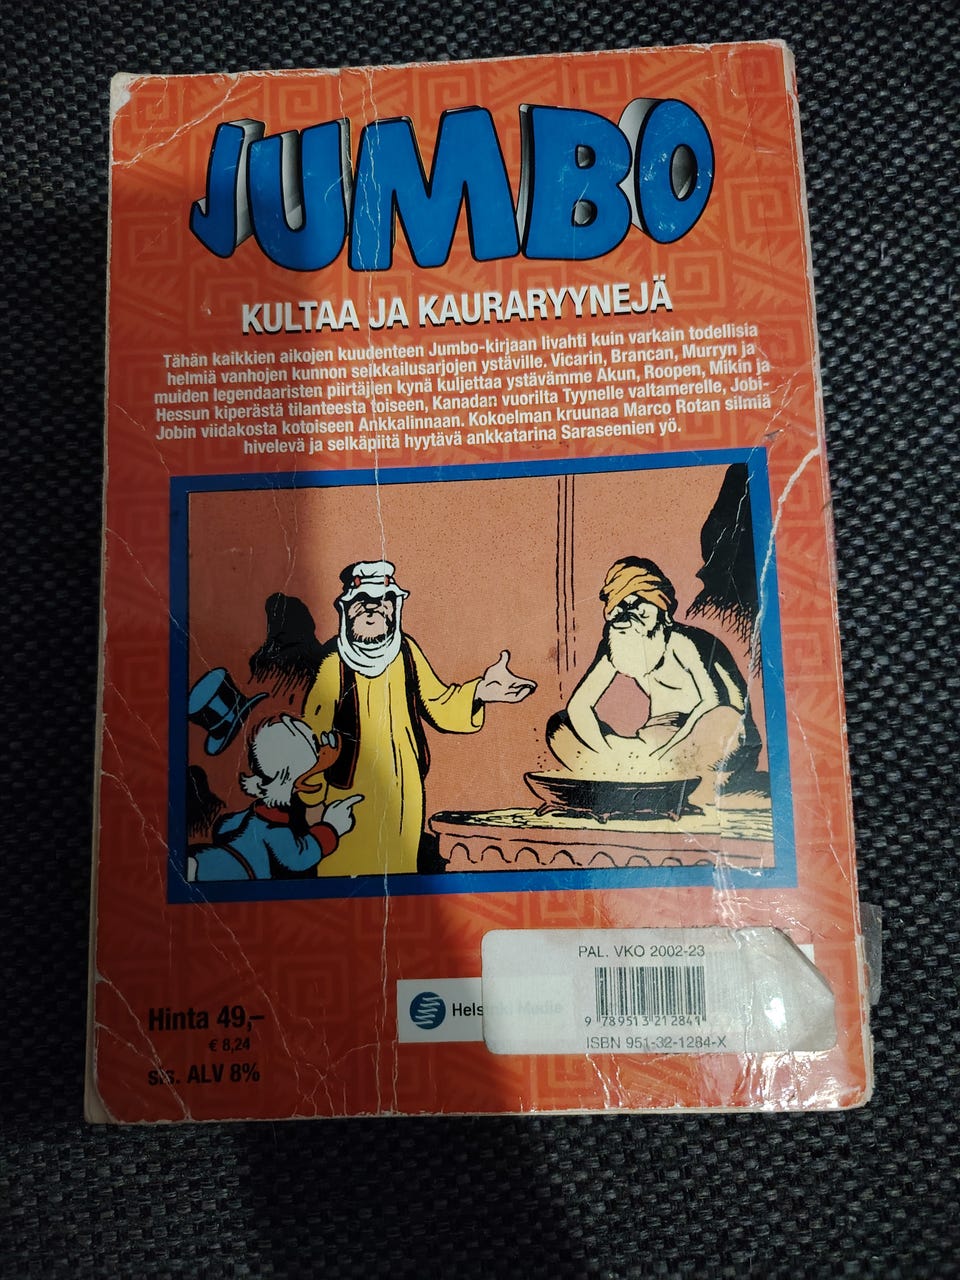 JUMBO
KULTAA JA KAURARYYNEJÄ
Tähän kaikkien aikojen kuudenteen Jumbo-kirjaan livahti kuin varkain todellisia
helmiä vanhojen kunnon seikkailusarjojen ystäville. Vicarin, Brancan, Murryn ja
muiden legendaaristen piirtäjien kynä kuljettaa ystävämme Akun, Roopen, Mikin ja
Hessun kiperästä tilanteesta toiseen, Kanadan vuorilta Tyynelle valtamerelle, Jobi-
Jobin viidakosta kotoiseen Ankkalinnaan. Kokoelman kruunaa Marco Rotan silmiä
hivelevä ja selkäpiitä hyytävä ankkatarina Saraseenien yö.
PAL. VKO 2002-23
Helsinki Media
9 789513 212841
ISBN 951-32-1284-X
Hinta 49,–
€ 8,24
sis. ALV 8%